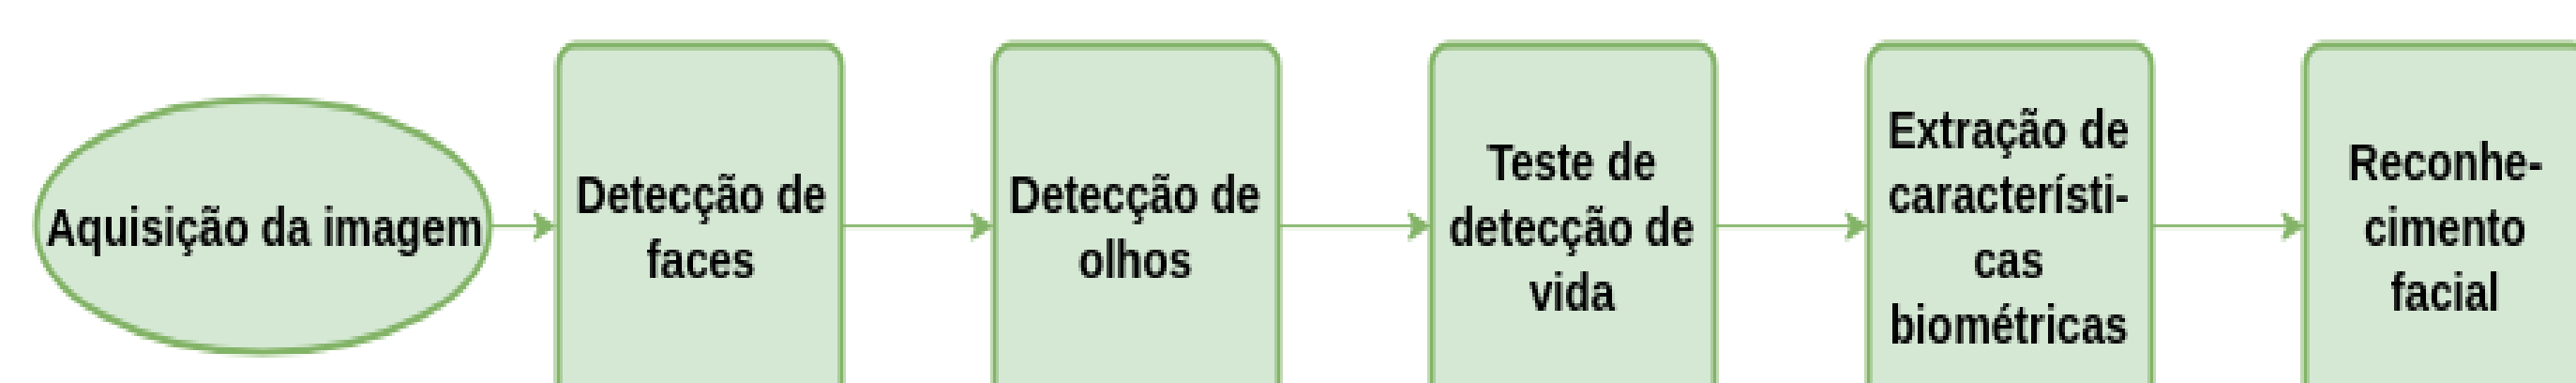 Aquisição da imagem
Detecção de
faces
Detecção de
olhos
Teste de
detecção de
vida
Extração de
característi-
cas
biométricas
Reconhe-
cimento
facial